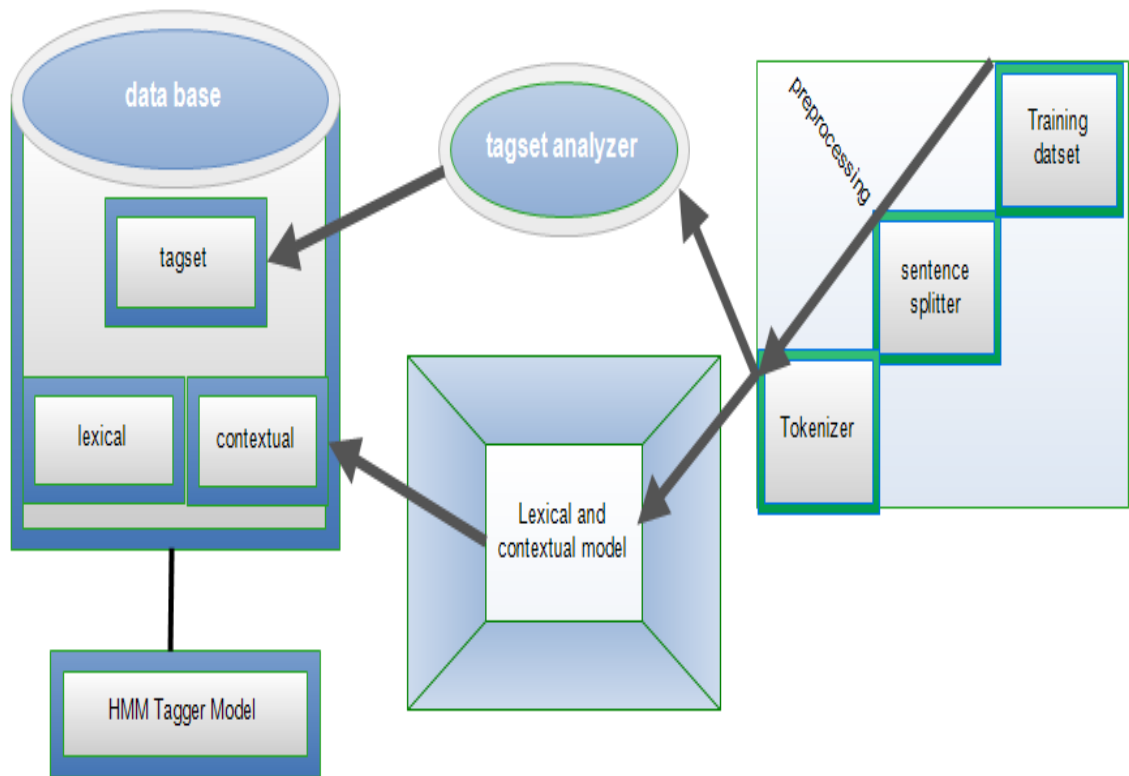 data base
tagset analyzer
preprocessing
Training
datset
tagset
sentence
splitter
lexical
contextual
Tokenizer
Lexical and
contextual model
HMM Tagger Model